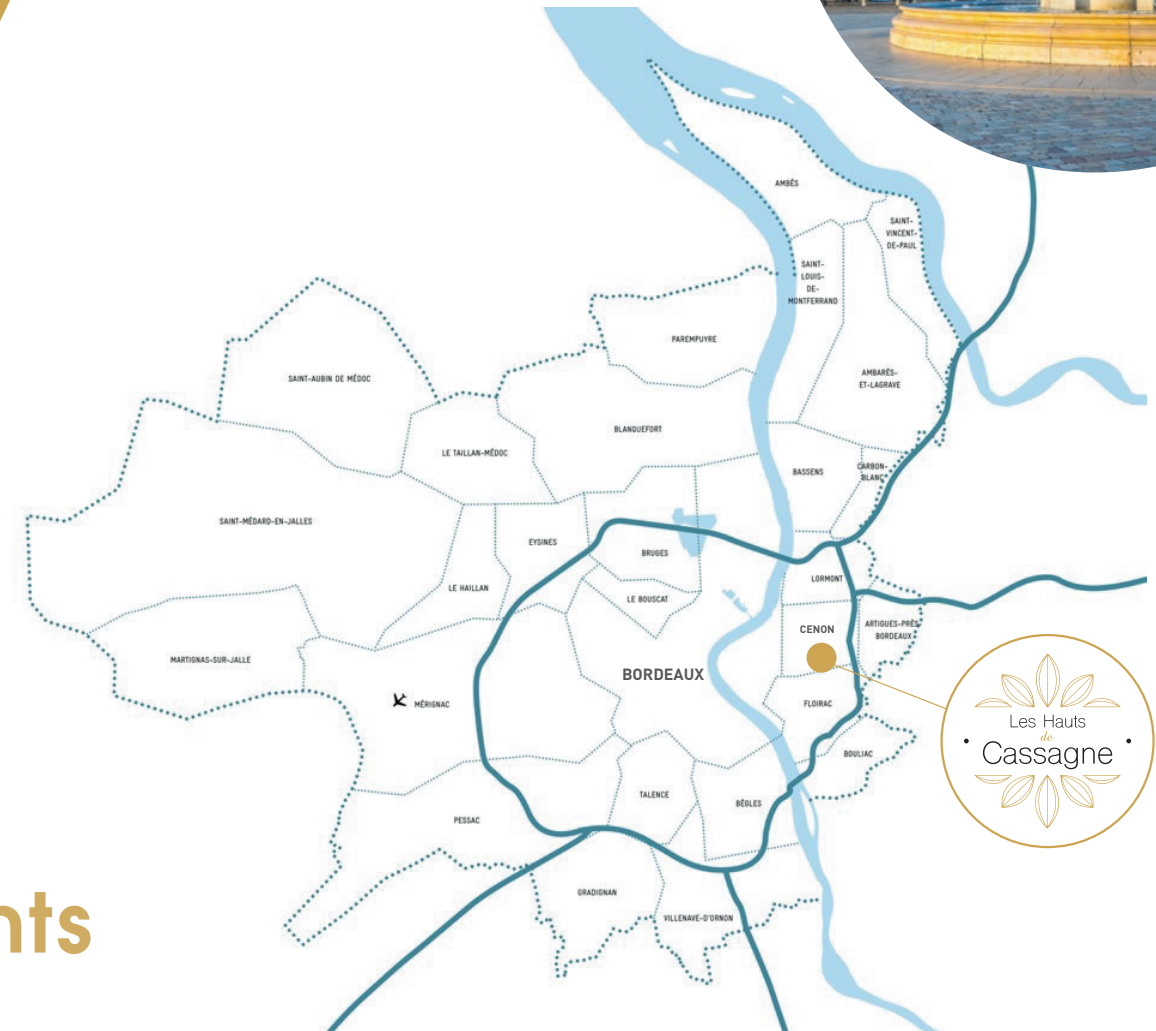 AMBÈS
SAINT-
VINCENT-
DE-PAUL
SAINT-
LOUIS-
DE-
MONTFERRAND
PAREMPUYRE
SAINT-AUBIN DE MÉDOC
AMBARÈS-
ET-LAGRAVE
BLANQUEFORT
LE TAILLAN-MÉDOC
BASSENS
CARBON-
BLANC
SAINT-MÉDARD-EN-JALLES
EYSINES
BRUGES
LORMONT
LE HAILLAN
LE BOUSCAT
CENON
ARTIGUES-PRÈS
BORDEAUX
MARTIGNAS-SUR-JALLE
BORDEAUX
MÉRIGNAC
FLOIRAC
Les Hauts
de
• Cassagne •
BOULIAC
TALENCE
BÈGLES
PESSAC
GRADIGNAN
VILLENAVE-D'ORNON
nts